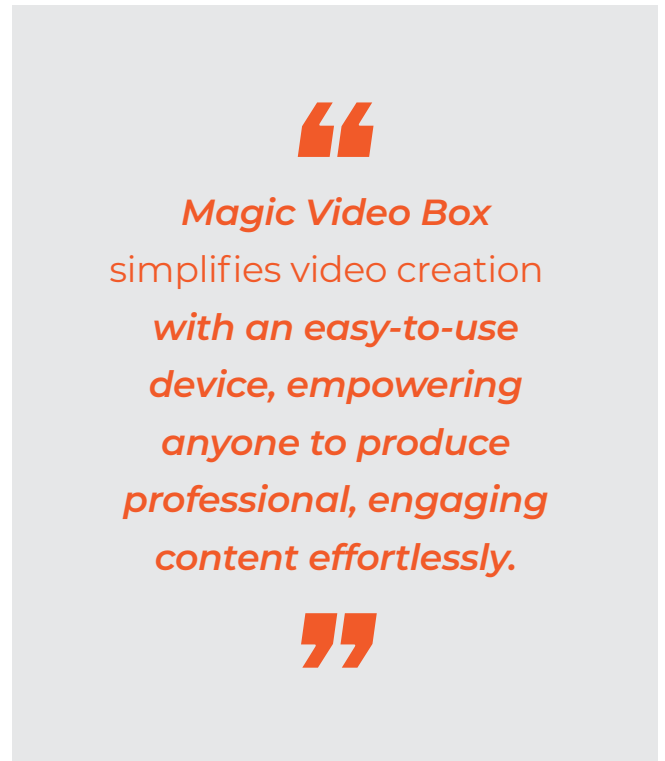 “
Magic Video Box
simplifies video creation
with an easy-to-use
device, empowering
anyone to produce
professional, engaging
content effortlessly.
”